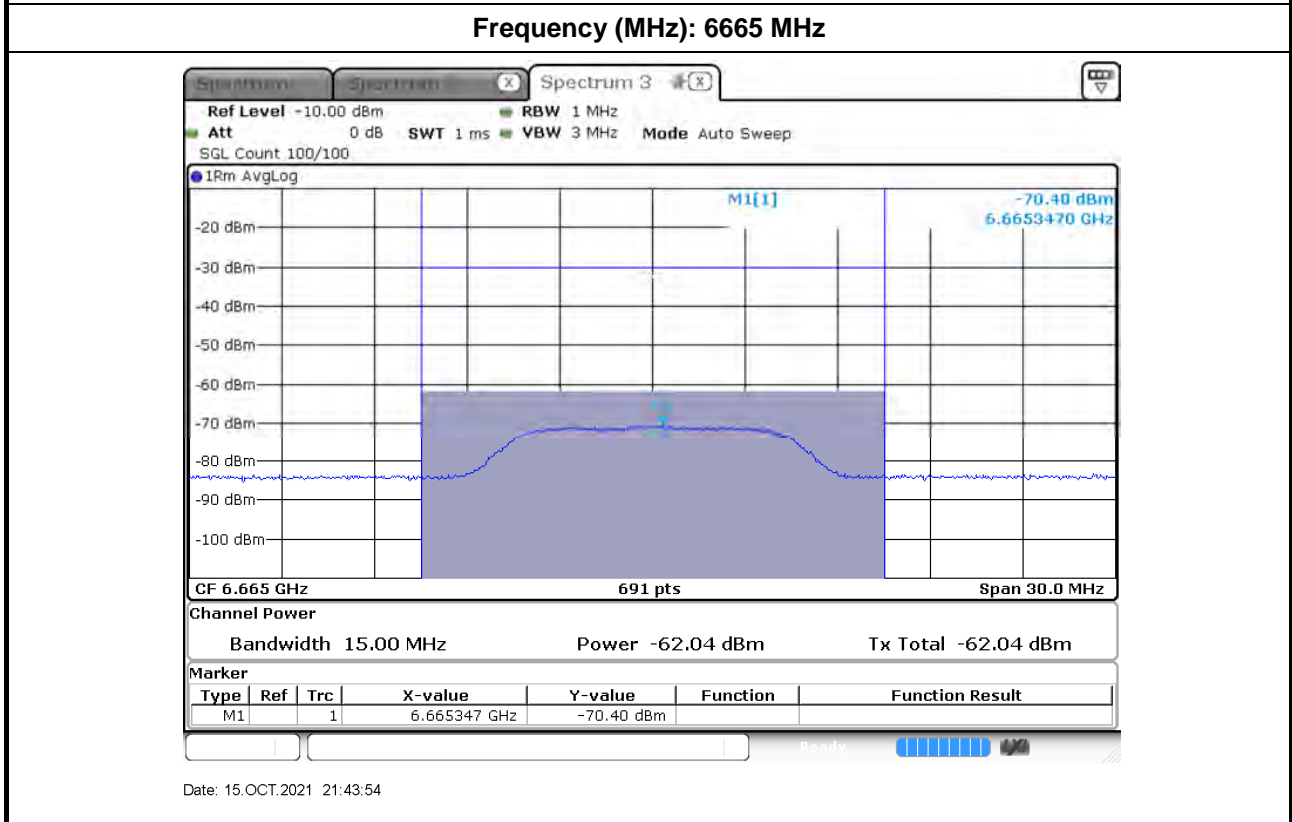 Frequency (MHz): 6665 MHz
Spectrum 3
Ref Level -10.00 dBm RBW 1 MHz
Att 0 dB SWT 1 ms VBW 3 MHz Mode Auto Sweep
SGL Count 100/100
1Rm AvgLog
M1[1] -70.40 dBm
6.6653470 GHz
-20 dBm
-30 dBm
-40 dBm
-50 dBm
-60 dBm
-70 dBm
-80 dBm
-90 dBm
-100 dBm
CF 6.665 GHz 691 pts Span 30.0 MHz
Channel Power
Bandwidth 15.00 MHz Power -62.04 dBm Tx Total -62.04 dBm
Marker
Type Ref Trc X-value Y-value Function Function Result
M1 1 6.665347 GHz -70.40 dBm
Ready
Date: 15.OCT.2021 21:43:54